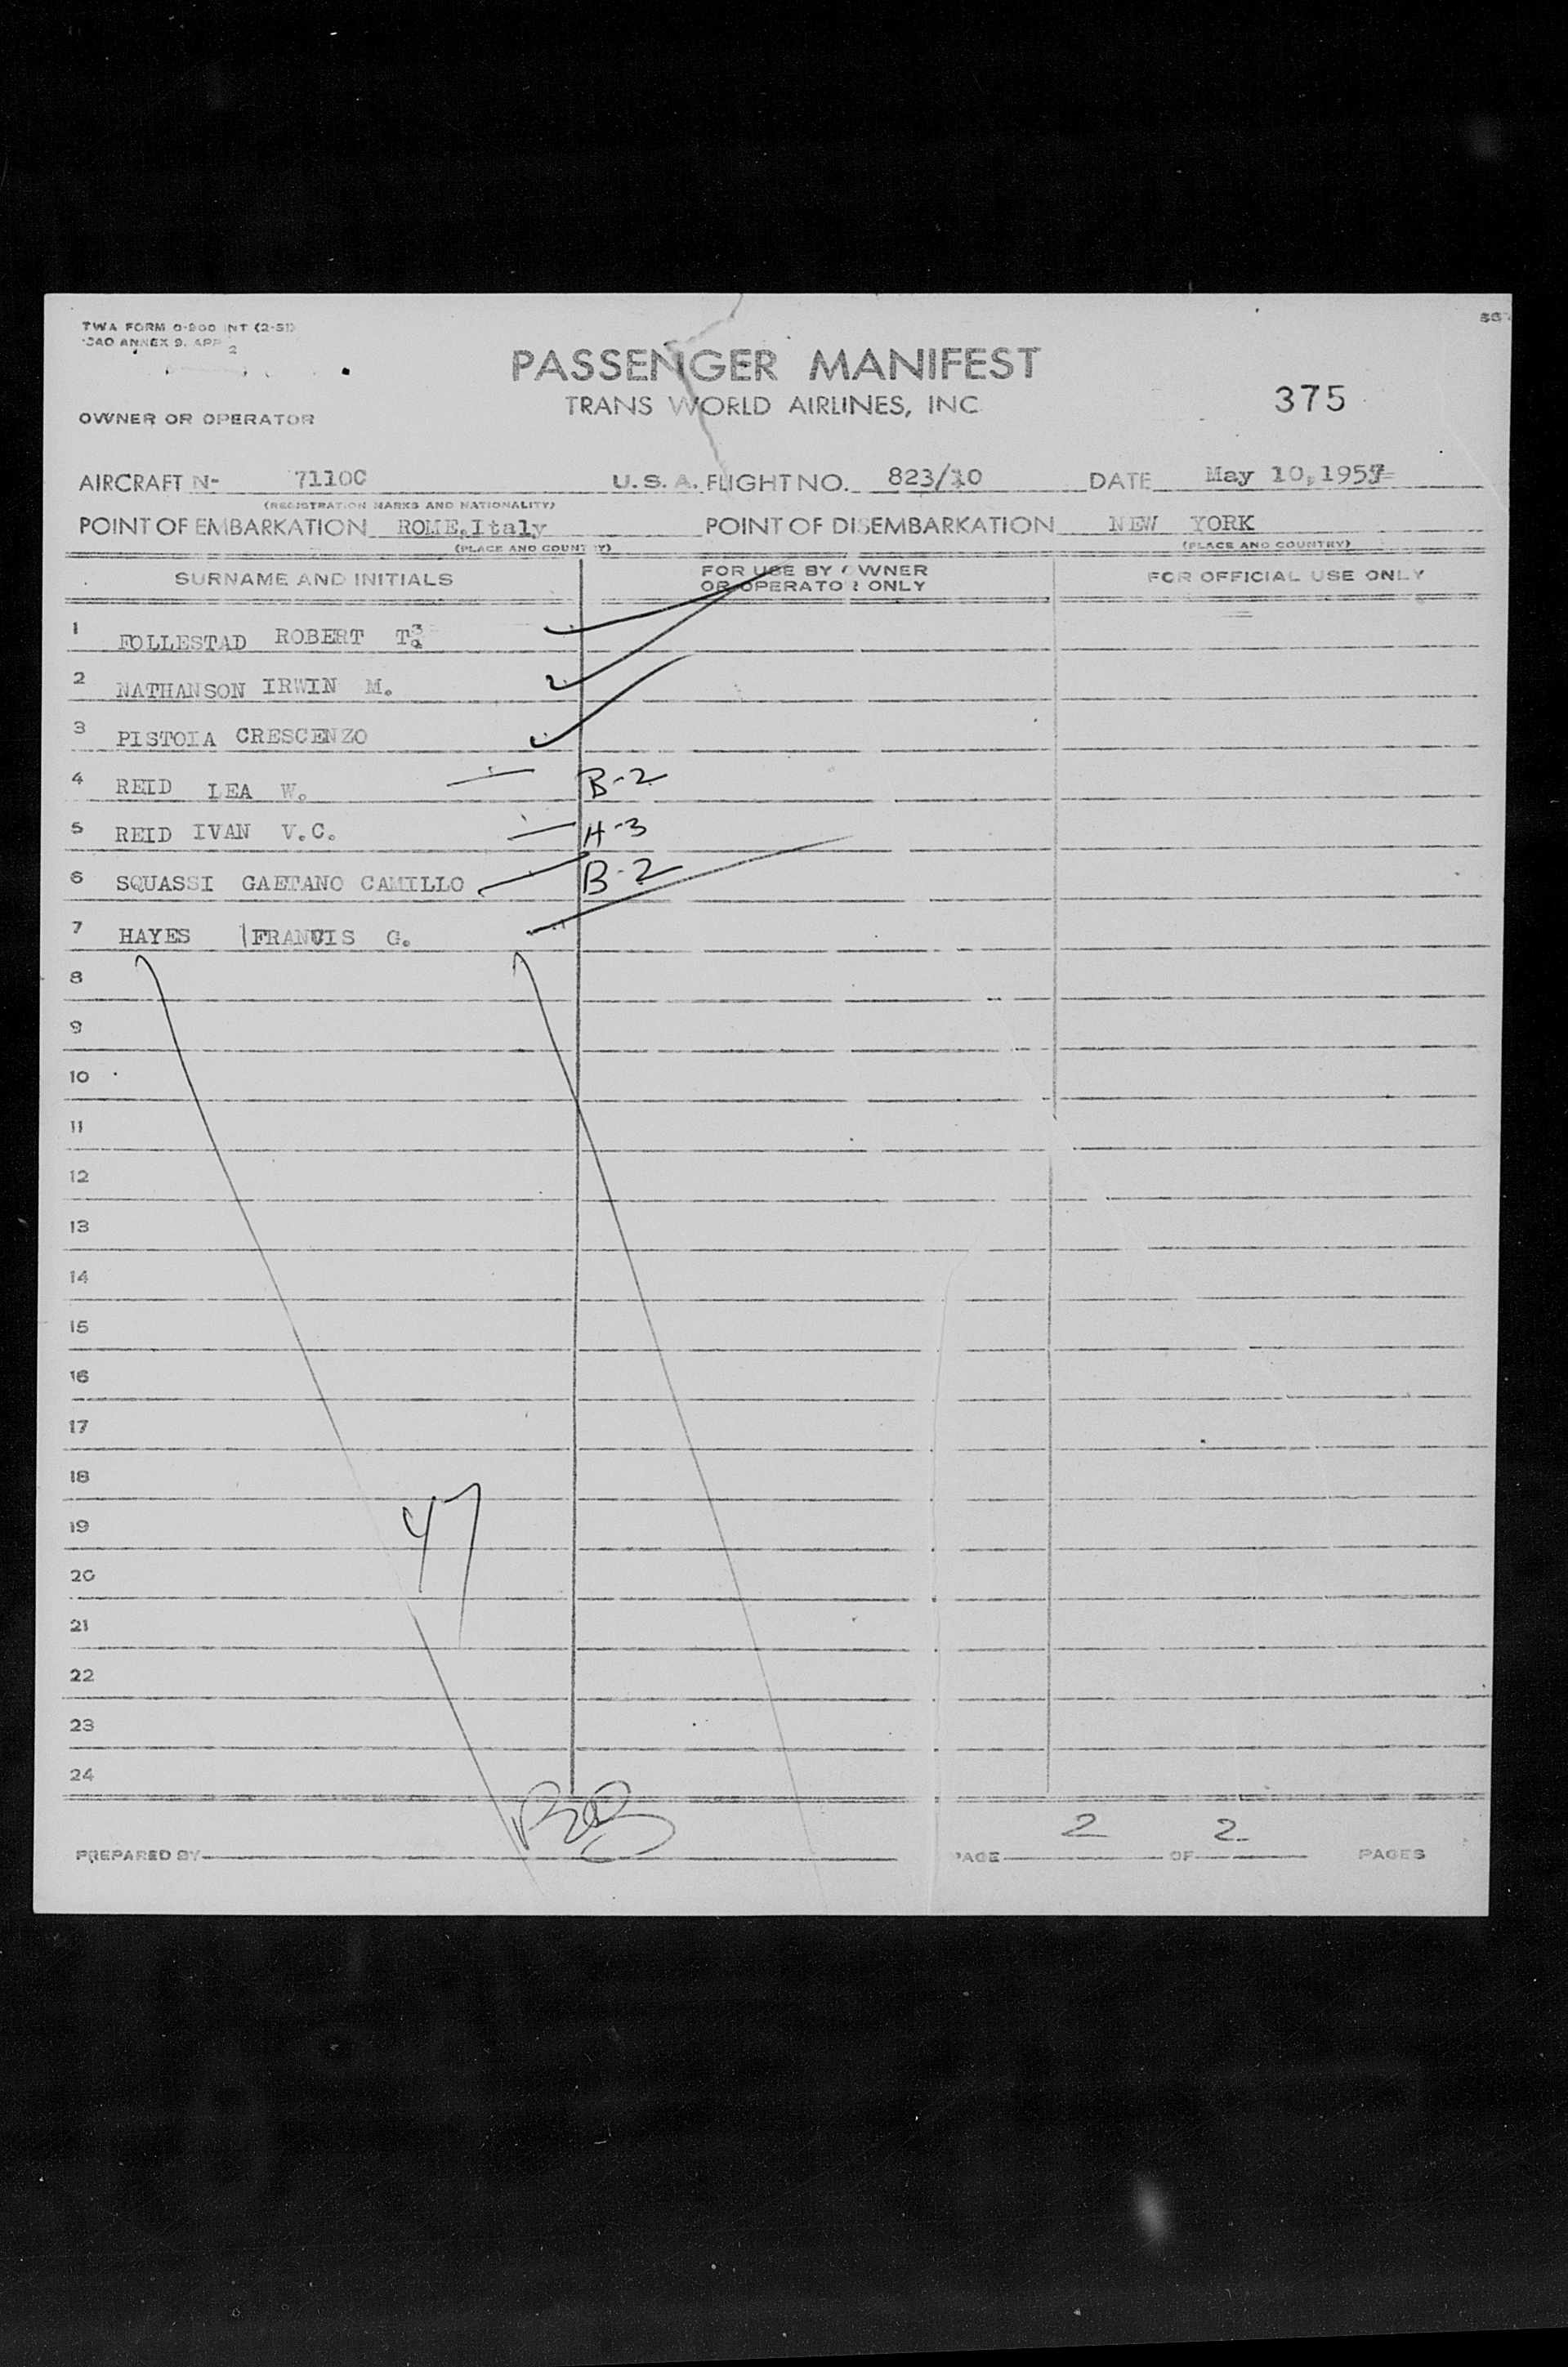 TWA FORM 0-900 INT (2-51)
ICAO ANNEX 9. APP 2
PASSENGER MANIFEST
TRANS WORLD AIRLINES, INC
375
OWNER OR OPERATOR
AIRCRAFT N- 7110C U. S. A. FLIGHT NO. 823/10 DATE May 10,1957
(REGISTRATION MARKS AND NATIONALITY)
POINT OF EMBARKATION ROME,Italy POINT OF DISEMBARKATION NEW YORK
(PLACE AND COUNTRY) (PLACE AND COUNTRY)
SURNAME AND INITIALS FOR USE BY OWNER OR OPERATOR ONLY FOR OFFICIAL USE ONLY
1 FOLLESTAD ROBERT T.
2 NATHANSON IRWIN M.
3 PISTOIA CRESCENZO
4 REID LEA W. B-2
5 REID IVAN V.C. H-3
6 SQUASSI GAETANO CAMILLO B-2
7 HAYES FRANCIS G.
8
9
10
11
12
13
14
15
16
17
18
47
19
20
21
22
23
24
PREPARED BY PAGE 2 OF 2 PAGES